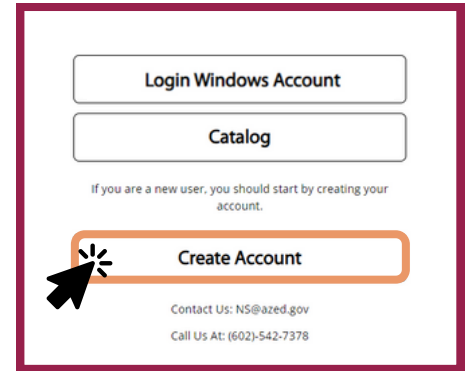 Login Windows Account
Catalog
If you are a new user, you should start by creating your
account.
Create Account
Contact Us: NS@azed.gov
Call Us At: (602)-542-7378